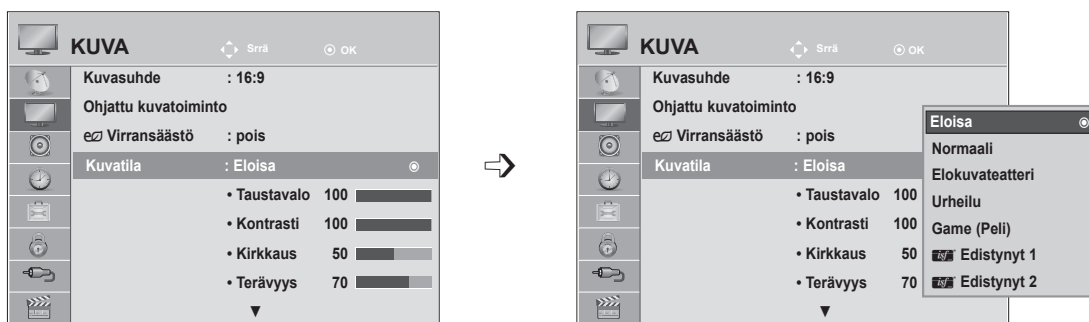 KUVA Srrä OK
Kuvasuhde : 16:9
Ohjattu kuvatoiminto
e Virransäästö : pois
Kuvatila : Eloisa
• Taustavalo 100
• Kontrasti 100
• Kirkkaus 50
• Terävyys 70
KUVA Srrä OK
Kuvasuhde : 16:9
Ohjattu kuvatoiminto
e Virransäästö : pois
Kuvatila : Eloisa
• Taustavalo 100
• Kontrasti 100
• Kirkkaus 50
• Terävyys 70
Eloisa
Normaali
Elokuvateatteri
Urheilu
Game (Peli)
isf Edistynyt 1
isf Edistynyt 2